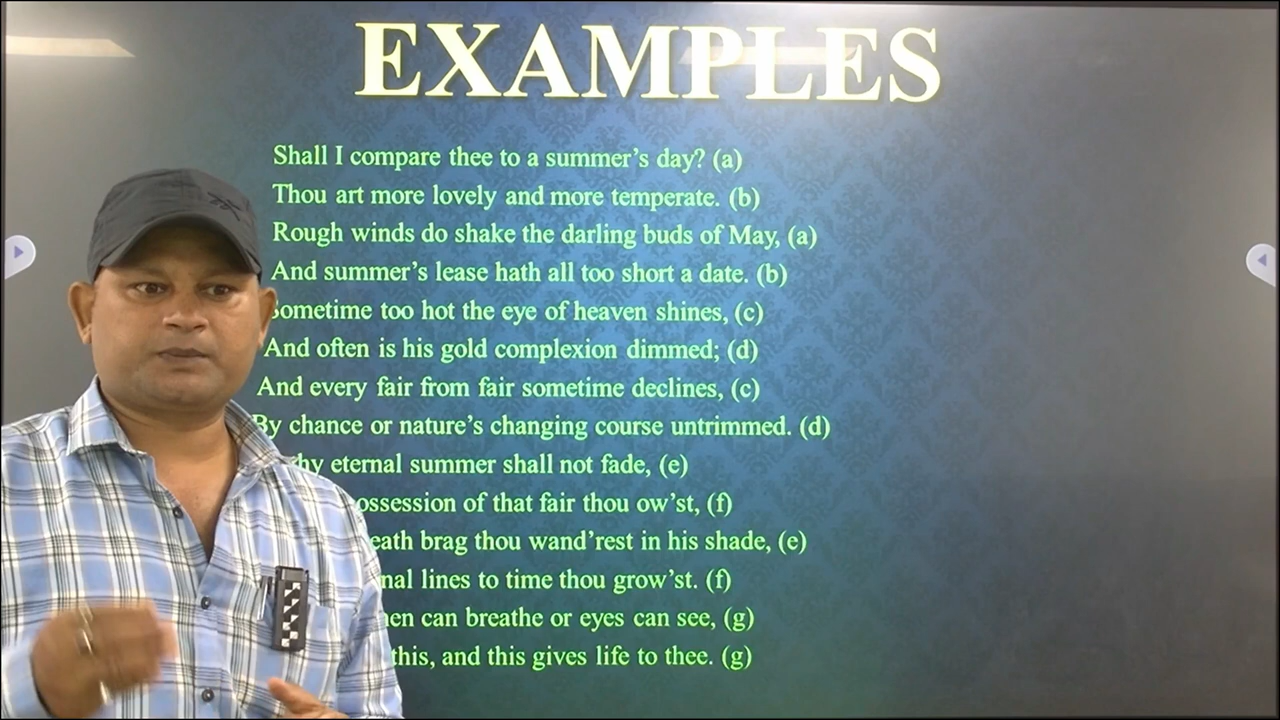 EXAMPLES
Shall I compare thee to a summer’s day? (a)
Thou art more lovely and more temperate. (b)
Rough winds do shake the darling buds of May, (a)
And summer’s lease hath all too short a date. (b)
ometime too hot the eye of heaven shines, (c)
And often is his gold complexion dimmed; (d)
And every fair from fair sometime declines, (c)
By chance or nature’s changing course untrimmed. (d)
hy eternal summer shall not fade, (e)
ossession of that fair thou ow’st, (f)
eath brag thou wand’rest in his shade, (e)
nal lines to time thou grow’st. (f)
en can breathe or eyes can see, (g)
this, and this gives life to thee. (g)